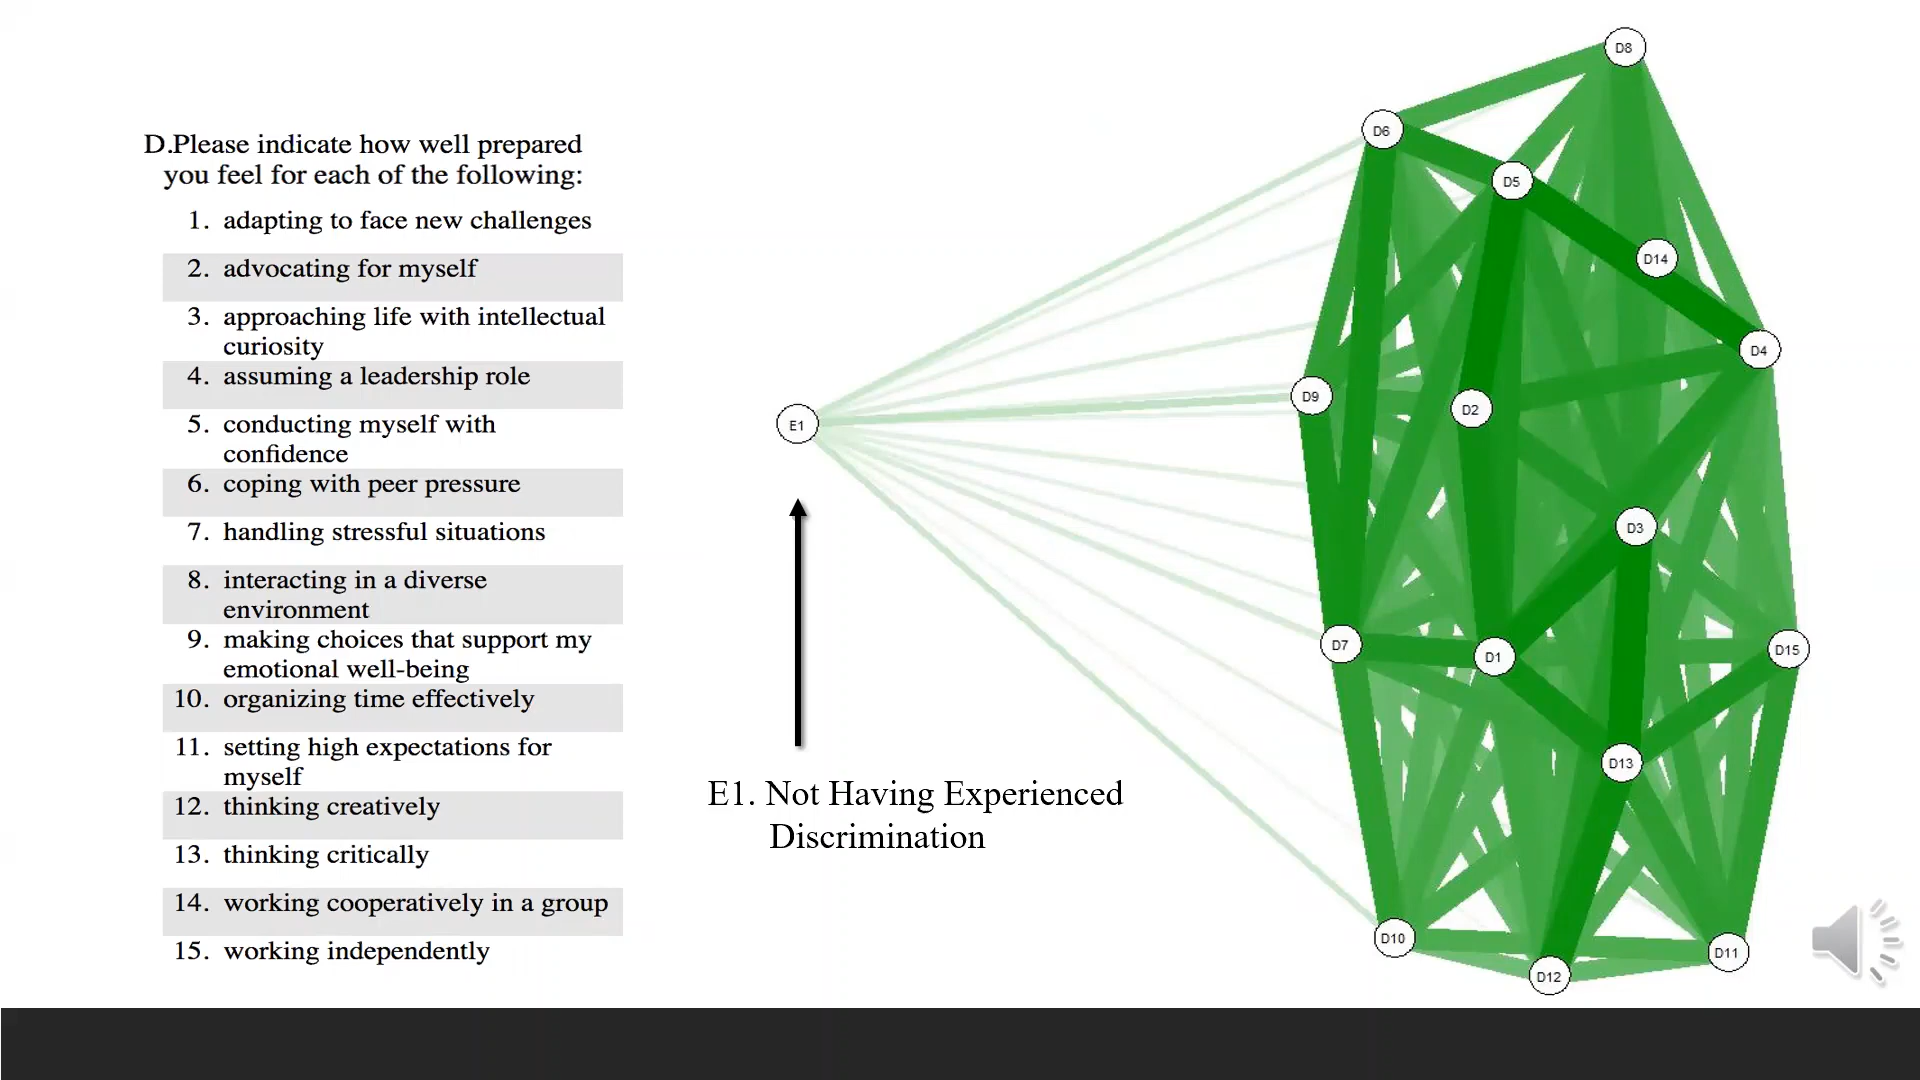 D.Please indicate how well prepared
you feel for each of the following:
1. adapting to face new challenges
2. advocating for myself
3. approaching life with intellectual
curiosity
4. assuming a leadership role
5. conducting myself with
confidence
6. coping with peer pressure
7. handling stressful situations
8. interacting in a diverse
environment
9. making choices that support my
emotional well-being
10. organizing time effectively
11. setting high expectations for
myself
12. thinking creatively
13. thinking critically
14. working cooperatively in a group
15. working independently
E1
E1. Not Having Experienced
Discrimination
D8
D6
D5
D14
D4
D9
D2
D3
D7
D1
D15
D13
D10
D11
D12